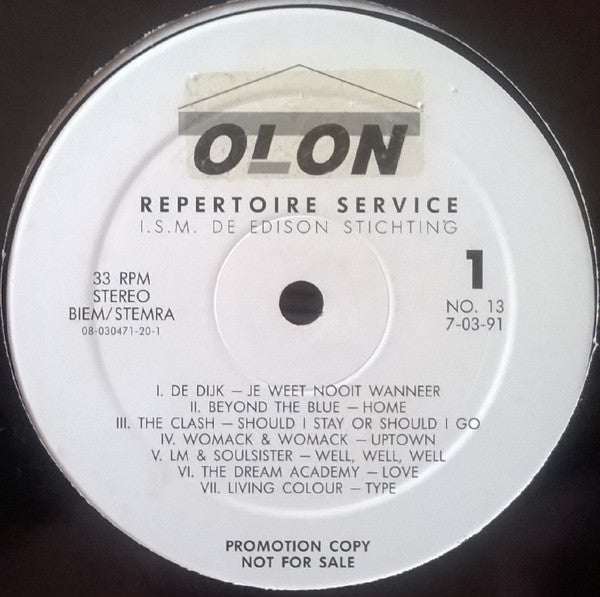 OLON
REPERTOIRE SERVICE
I.S.M. DE EDISON STICHTING
33 RPM
STEREO
BIEM/STEMRA
08-030471-20-1
1
NO. 13
7-03-91
I. DE DIJK – JE WEET NOOIT WANNEER
II. BEYOND THE BLUE – HOME
III. THE CLASH – SHOULD I STAY OR SHOULD I GO
IV. WOMACK & WOMACK – UPTOWN
V. LM & SOULSISTER – WELL, WELL, WELL
VI. THE DREAM ACADEMY – LOVE
VII. LIVING COLOUR – TYPE
PROMOTION COPY
NOT FOR SALE